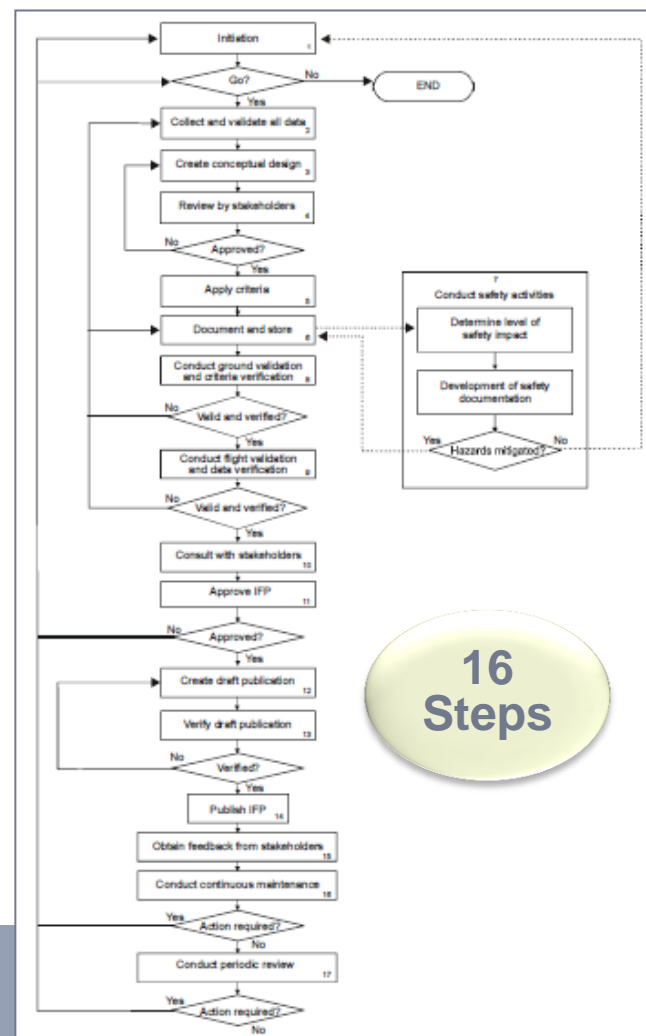 Initiation
1
Go?
No
END
Yes
Collect and validate all data
2
Create conceptual design
3
Review by stakeholders
4
No
Approved?
Yes
Apply criteria
5
Document and store
6
7
Conduct safety activities
Determine level of
safety impact
Development of safety
documentation
Yes
Hazards mitigated?
No
Conduct ground validation
and criteria verification
8
No
Valid and verified?
Yes
Conduct flight validation
and data verification
9
No
Valid and verified?
Yes
Consult with stakeholders
10
Approve IFP
11
No
Approved?
Yes
Create draft publication
12
Verify draft publication
13
No
Verified?
Yes
Publish IFP
14
Obtain feedback from stakeholders
15
Conduct continuous maintenance
16
Yes
Action required?
No
Conduct periodic review
17
Yes
Action required?
No
16
Steps